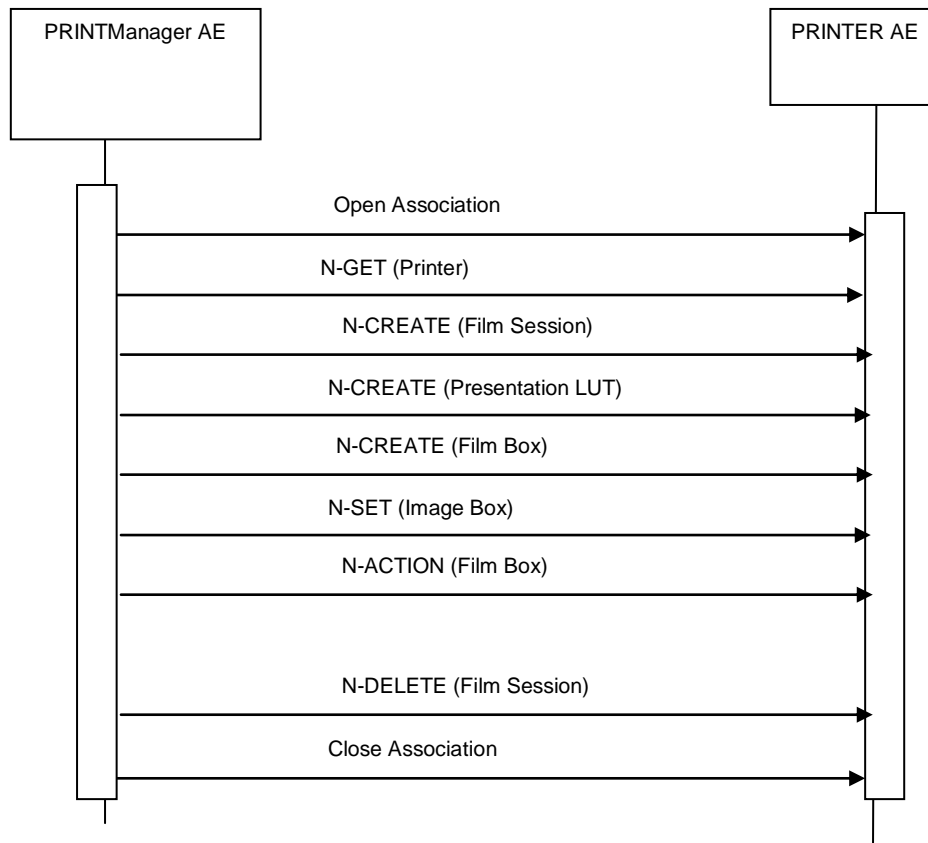 PRINTManager AE
PRINTER AE
Open Association
N-GET (Printer)
N-CREATE (Film Session)
N-CREATE (Presentation LUT)
N-CREATE (Film Box)
N-SET (Image Box)
N-ACTION (Film Box)
N-DELETE (Film Session)
Close Association